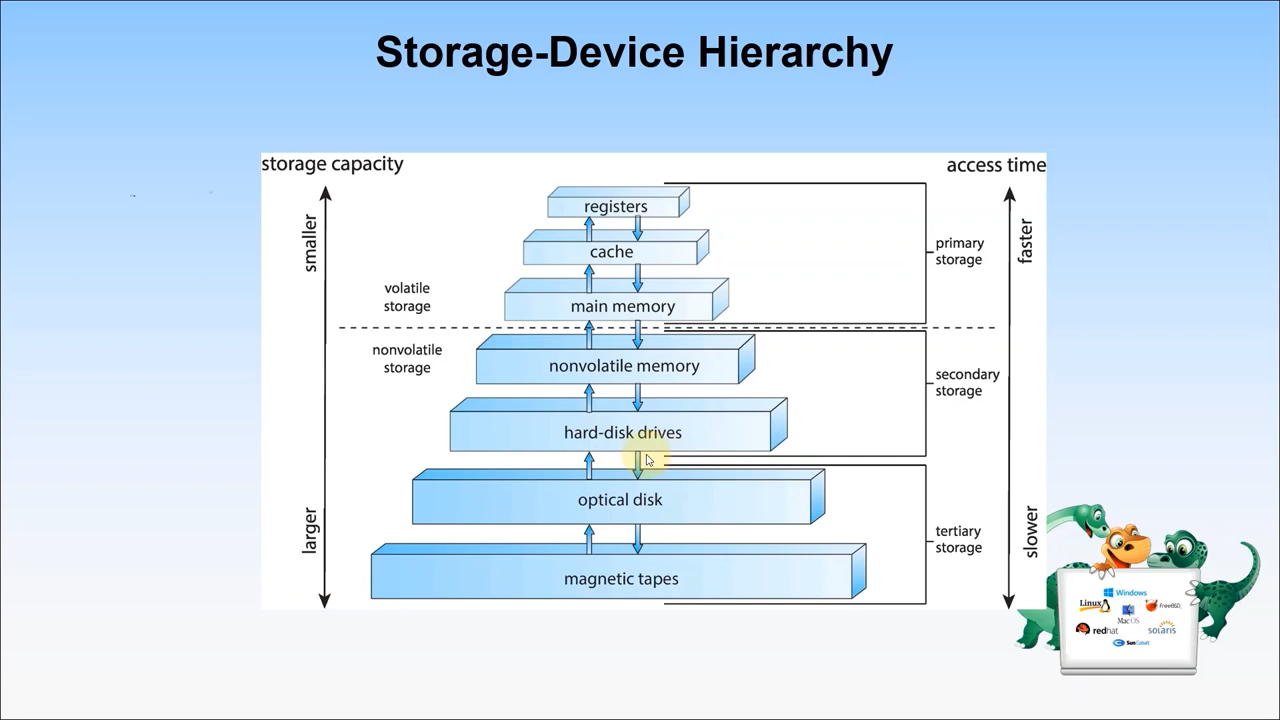 Storage-Device Hierarchy
storage capacity
access time
smaller
larger
volatile
storage
nonvolatile
storage
registers
cache
main memory
nonvolatile memory
hard-disk drives
optical disk
magnetic tapes
primary
storage
secondary
storage
tertiary
storage
faster
slower
Windows
Linux
FreeBSD
Mac OS
redhat
solaris
Sun Cobalt